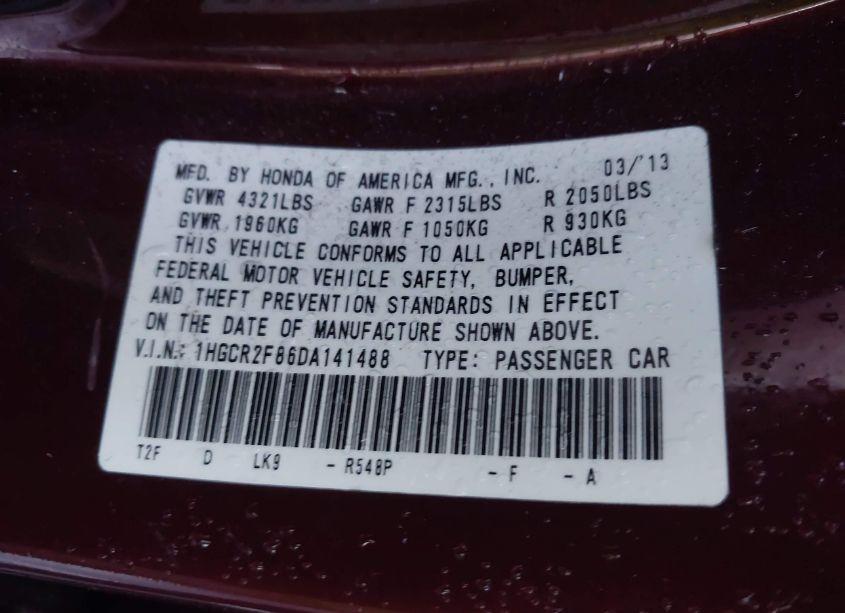 MFD. BY HONDA OF AMERICA MFG., INC. 03/'13
GVWR 4321LBS GAWR F 2315LBS R 2050LBS
GVWR 1960KG GAWR F 1050KG R 930KG
THIS VEHICLE CONFORMS TO ALL APPLICABLE
FEDERAL MOTOR VEHICLE SAFETY, BUMPER,
AND THEFT PREVENTION STANDARDS IN EFFECT
ON THE DATE OF MANUFACTURE SHOWN ABOVE.
V.I.N.: 1HGCR2F86DA141488 TYPE: PASSENGER CAR
T2F D LK9 - R548P - F - A